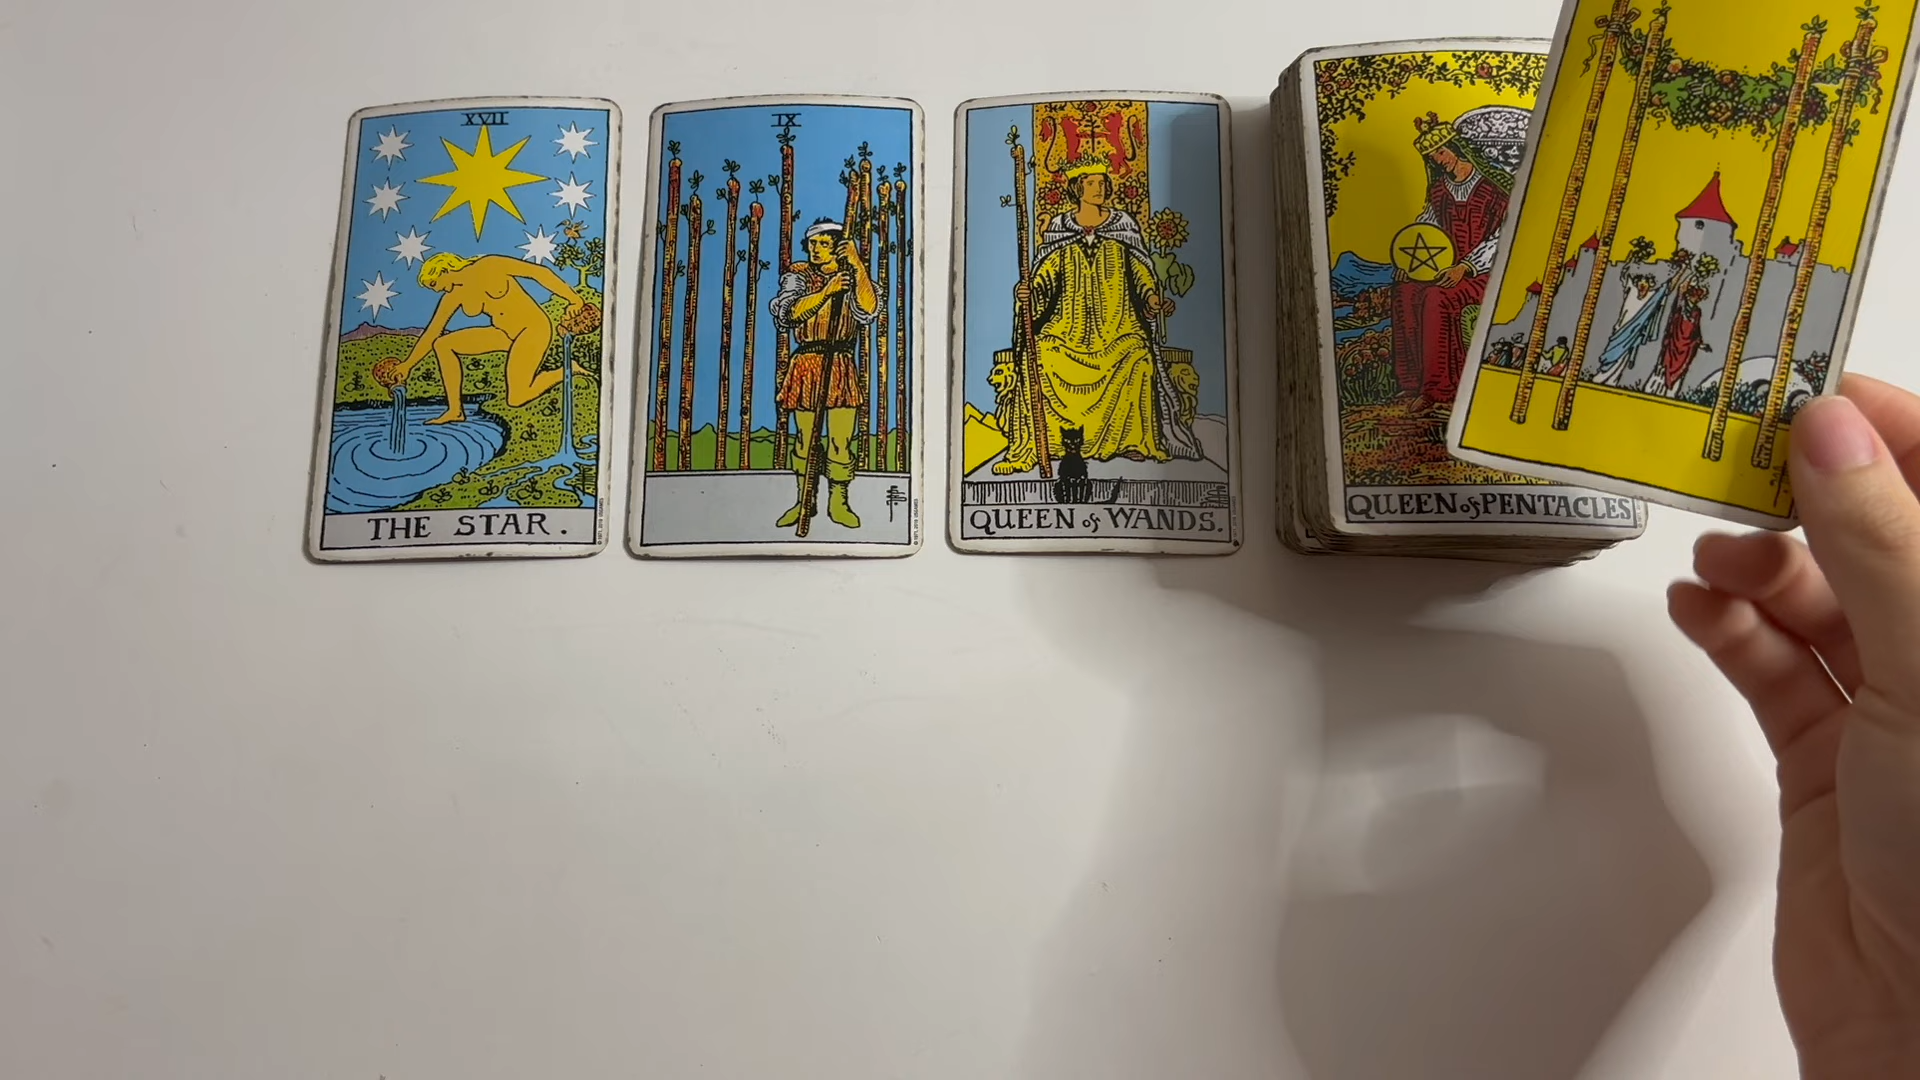 XVII
THE STAR.
IX
QUEEN of WANDS.
QUEEN of PENTACLES